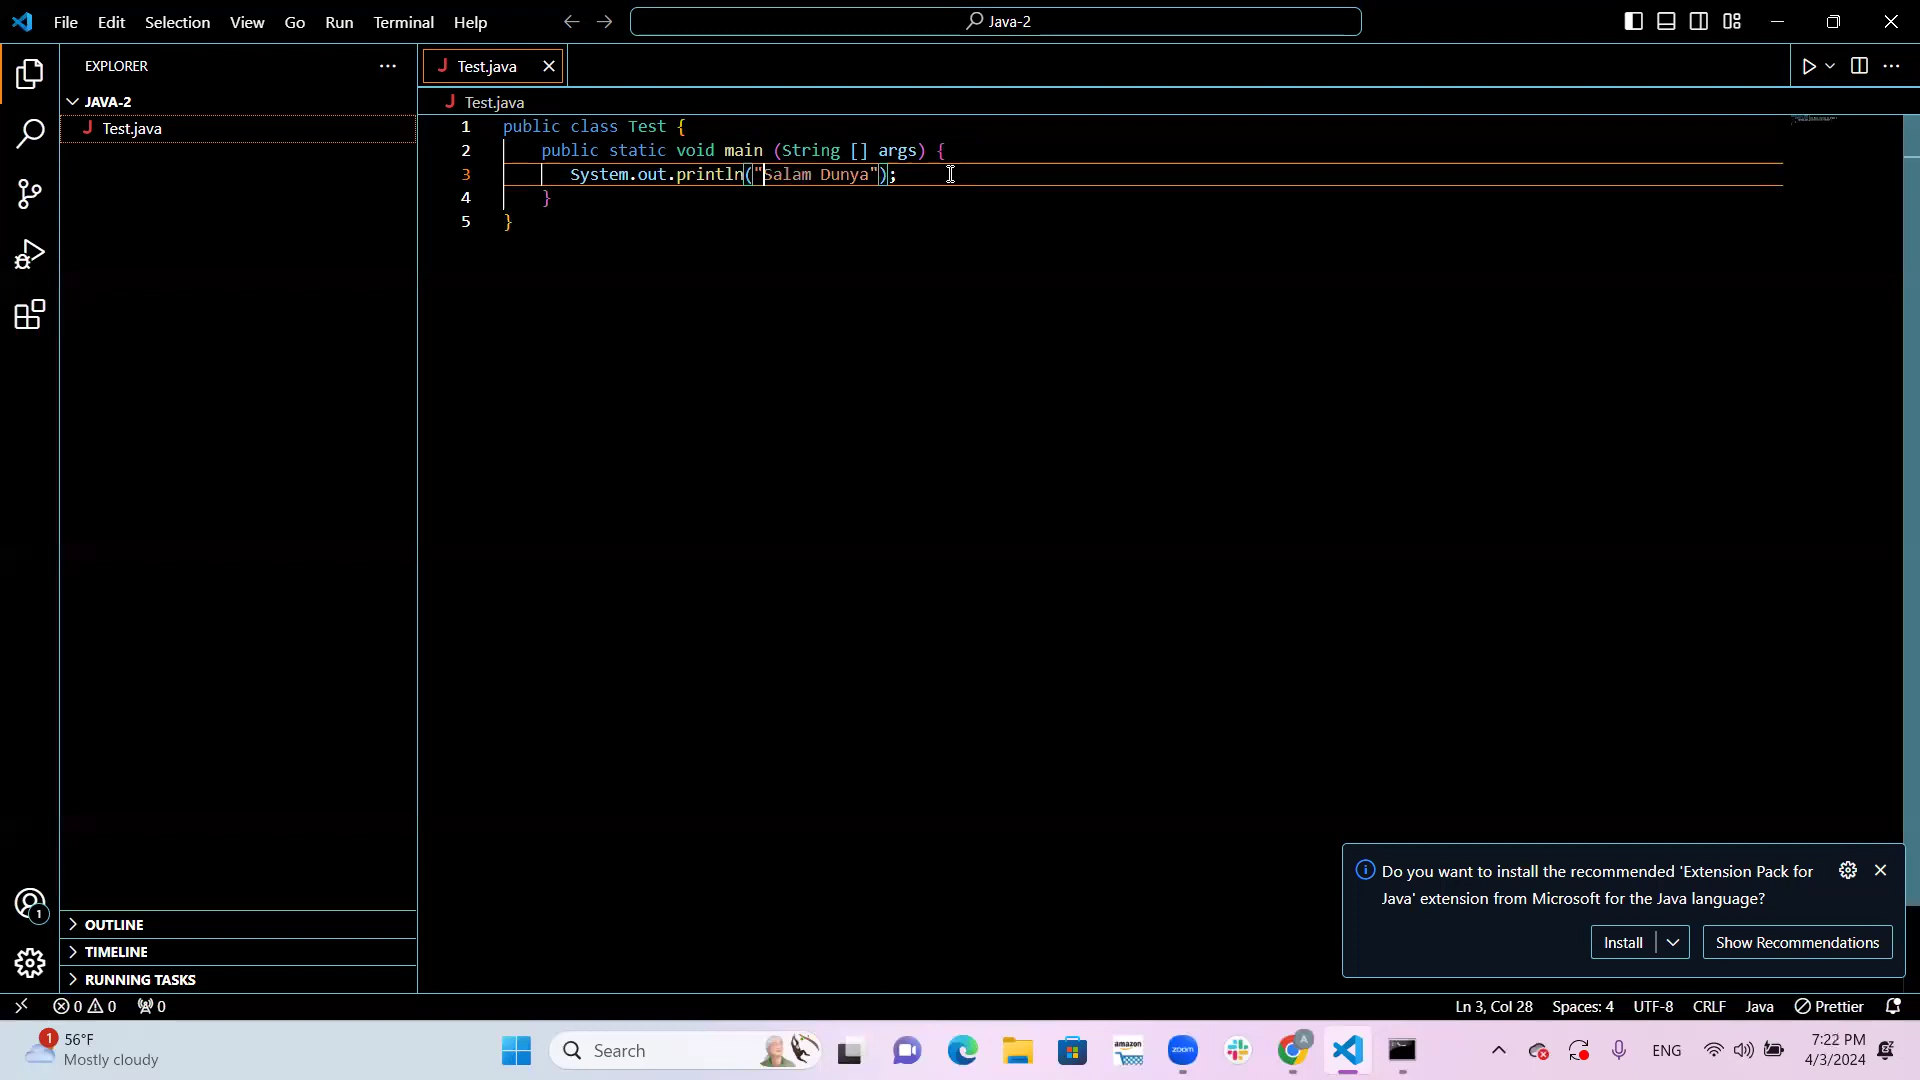 File Edit Selection View Go Run Terminal Help
Java-2
EXPLORER
JAVA-2
Test.java
Test.java
Test.java
1 public class Test {
2 public static void main (String [] args) {
3 System.out.println("Salam Dunya");
4 }
5 }
Do you want to install the recommended 'Extension Pack for
Java' extension from Microsoft for the Java language?
Install
Show Recommendations
1
OUTLINE
TIMELINE
RUNNING TASKS
0 0 0
Ln 3, Col 28 Spaces: 4 UTF-8 CRLF Java Prettier
1
56°F
Mostly cloudy
Search
amazon
zoom
A
ENG
7:22 PM
4/3/2024